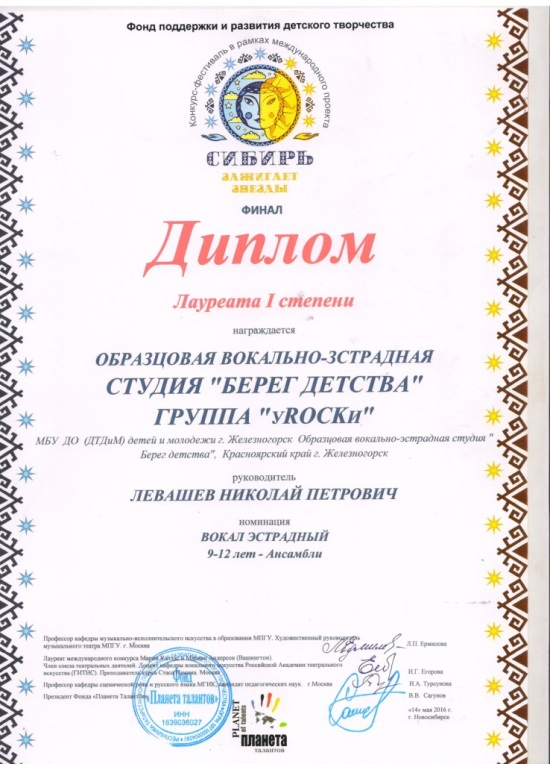 Фонд поддержки и развития детского творчества
Конкурс-фестиваль в рамках международного проекта
СИБИРЬ
ЗАЖИГАЕТ
ЗВЕЗДЫ
ФИНАЛ
Диплом
Лауреата I степени
награждается
ОБРАЗЦОВАЯ ВОКАЛЬНО-ЗСТРАДНАЯ
СТУДИЯ "БЕРЕГ ДЕТСТВА"
ГРУППА "уROCKи"
МБУ ДО (ДТДиМ) детей и молодежи г. Железногорск Образцовая вокально-эстрадная студия "
Берег детства", Красноярский край г. Железногорск
руководитель
ЛЕВАШЕВ НИКОЛАЙ ПЕТРОВИЧ
номинация
ВОКАЛ ЭСТРАДНЫЙ
9-12 лет - Ансамбли
Профессор кафедры музыкально-исполнительского искусства в образовании МПГУ. Художественный руководитель
музыкального театра МПГУ. г. Москва
Л.П. Ермилова
Лауреат международного конкурса Марии Каллас и Мариан Андерсон (Вашингтон).
Член союза театральных деятелей. Доцент кафедры вокального искусства Российской Академии театрального
искусства (ГИТИС). Преподаватель Москва
И.Г. Егорова
Профессор кафедры сценической речи и русского языка МГИК, кандидат педагогических наук. г Москва
И.А. Турсунова
Президент Фонда «Планета Талантов»
В.В. Сагунов
«14» мая 2016 г.
г. Новосибирск
Фонд
Планета талантов
ИНН
1639036027
PLANET
of talents
планета
талантов